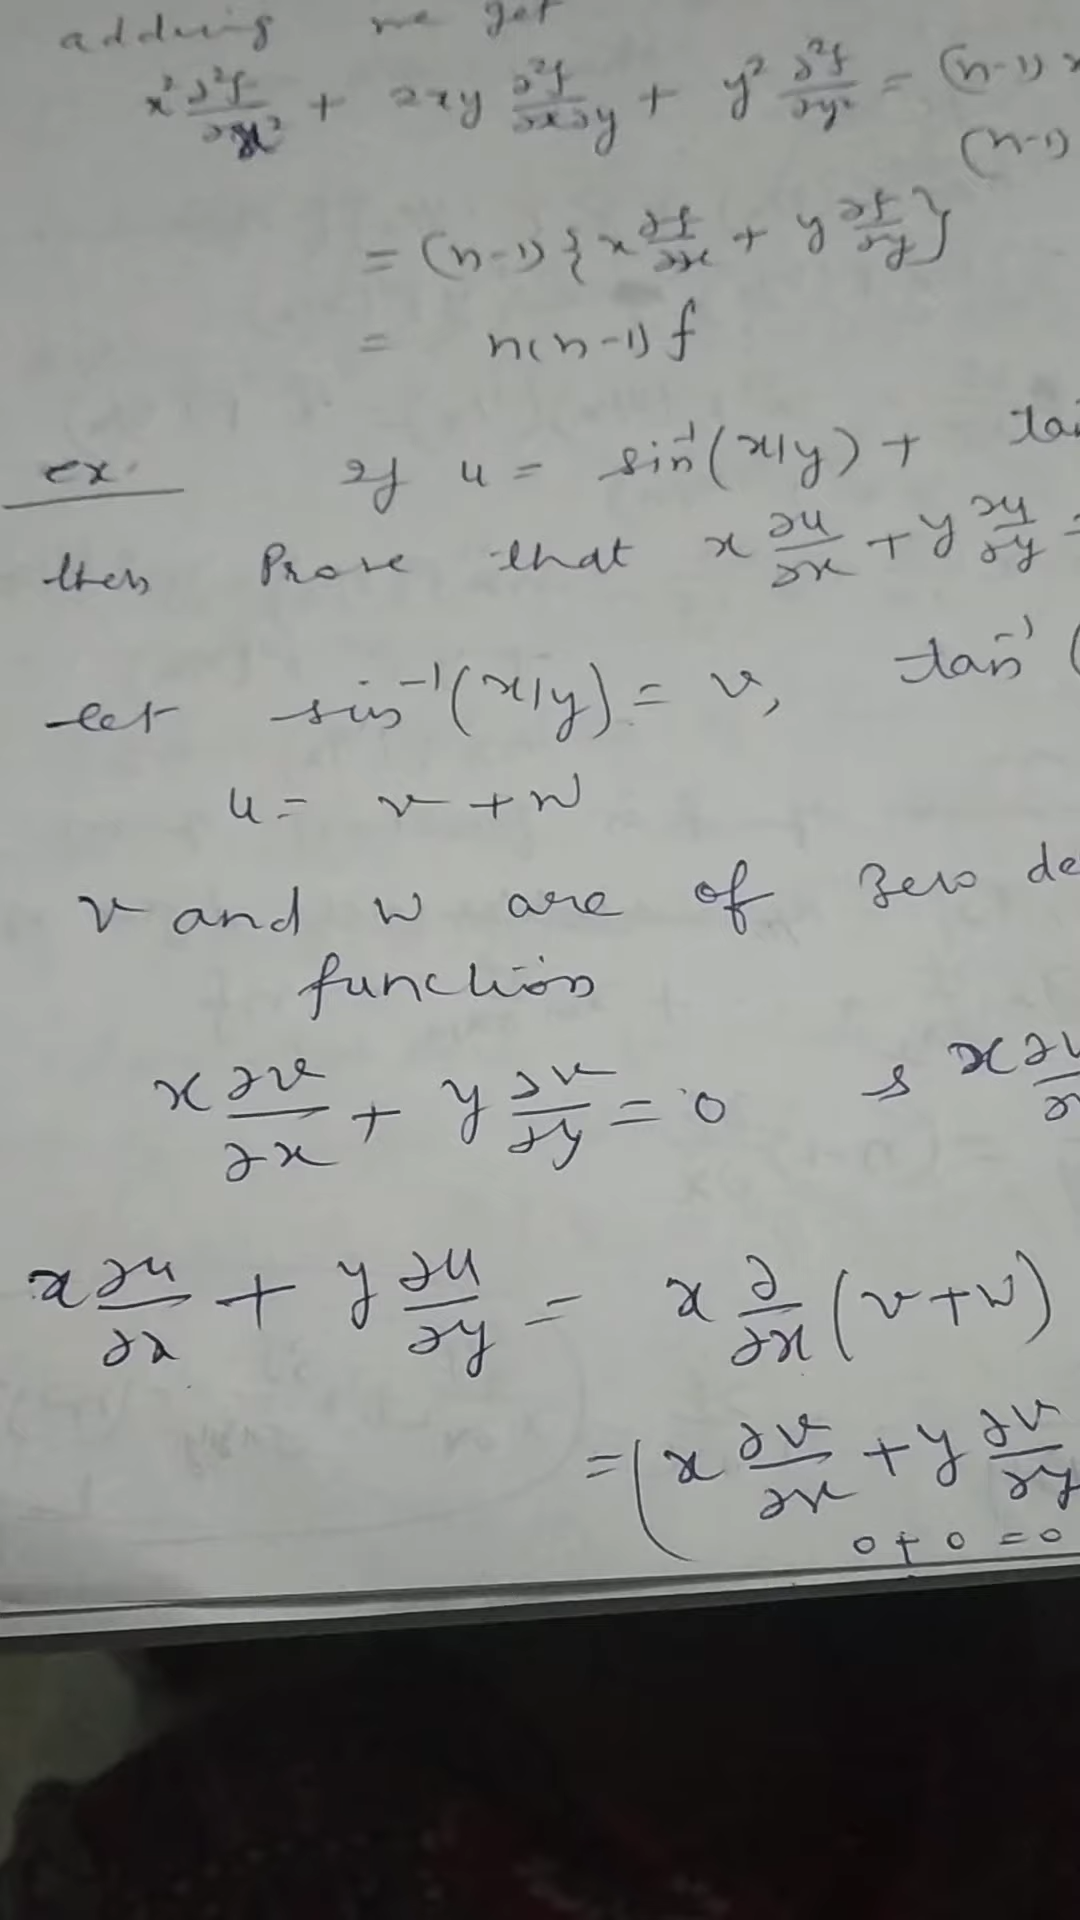 adding we get
x² ∂²f/∂x² + 2xy ∂²f/∂x∂y + y² ∂²f/∂y² = (n-1) x
(n-1)
= (n-1) { x ∂f/∂x + y ∂f/∂y }
= n(n-1) f
ex. If u = sin⁻¹(x/y) + tan
then Prove that x ∂u/∂x + y ∂u/∂y =
let sin⁻¹(x/y) = v, tan⁻¹(
u = v + w
v and w are of zero de
function
x ∂v/∂x + y ∂v/∂y = 0 s x ∂
x ∂u/∂x + y ∂u/∂y = x ∂/∂x (v+w)
= ( x ∂v/∂x + y ∂v/∂y
0 + 0 = 0